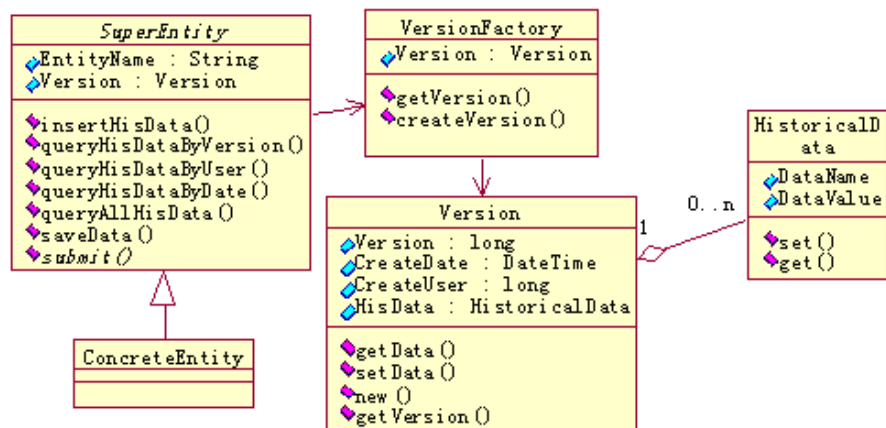 SuperEntity
EntityName : String
Version : Version
insertHisData()
queryHisDataByVersion()
queryHisDataByUser()
queryHisDataByDate()
queryAllHisData()
saveData()
submit()
ConcreteEntity
VersionFactory
Version : Version
getVersion()
createVersion()
Version
Version : long
CreateDate : DateTime
CreateUser : long
HisData : HistoricalData
getData()
setData()
new()
getVersion()
1
0..n
HistoricalD
ata
DataName
DataValue
set()
get()